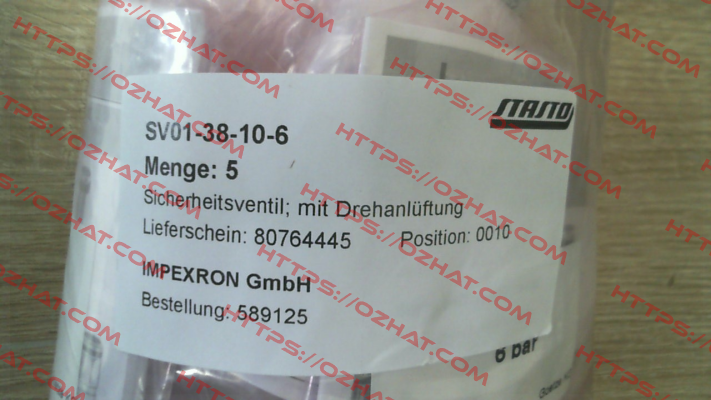 STASTO
SV01-38-10-6
Menge: 5
Sicherheitsventil; mit Drehanlüftung
Lieferschein: 80764445 Position: 0010
IMPEXRON GmbH
Bestellung: 589125
6 bar
HTTPS://OZHAT.COM